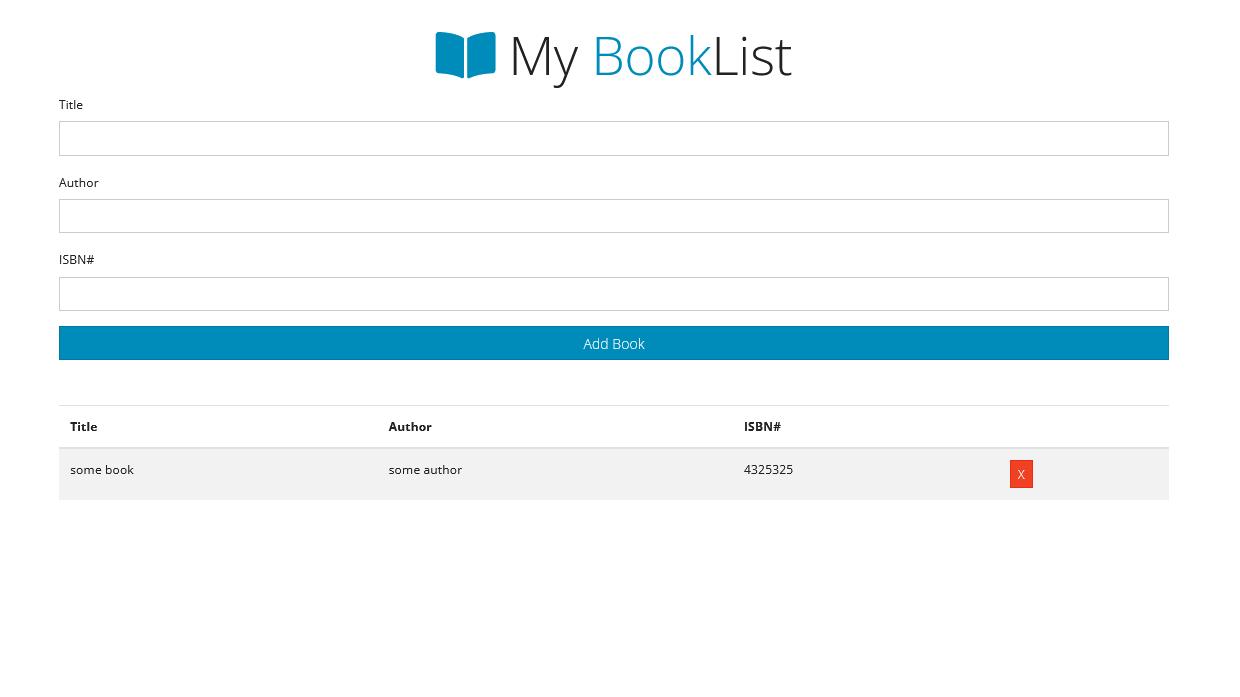 My BookList
Title
Author
ISBN#
Add Book
Title Author ISBN#
some book some author 4325325 X